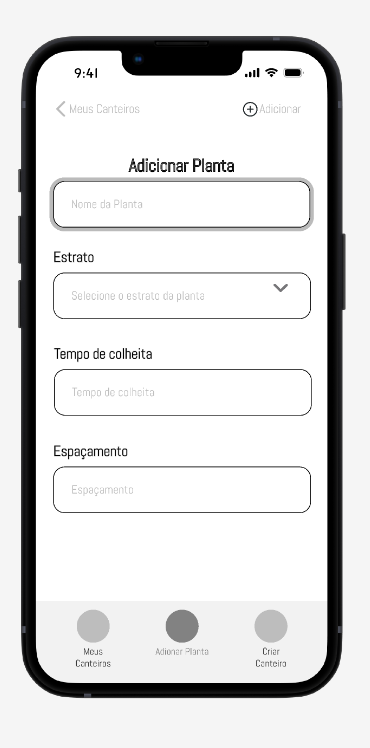 9:41
Meus Canteiros
Adicionar
Adicionar Planta
Nome da Planta
Estrato
Selecione o estrato da planta
Tempo de colheita
Tempo de colheita
Espaçamento
Espaçamento
Meus
Canteiros
Adionar Planta
Criar
Canteiro